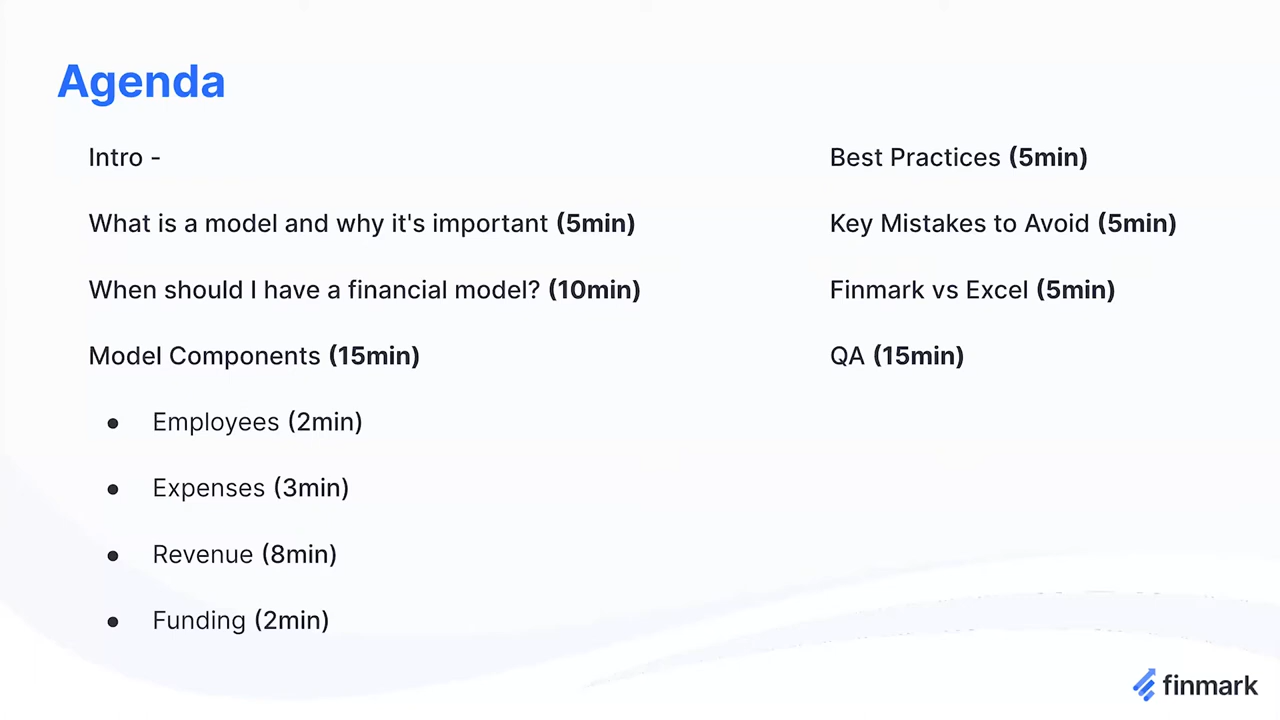 Agenda
Intro -
What is a model and why it's important (5min)
When should I have a financial model? (10min)
Model Components (15min)
● Employees (2min)
● Expenses (3min)
● Revenue (8min)
● Funding (2min)
Best Practices (5min)
Key Mistakes to Avoid (5min)
Finmark vs Excel (5min)
QA (15min)
finmark